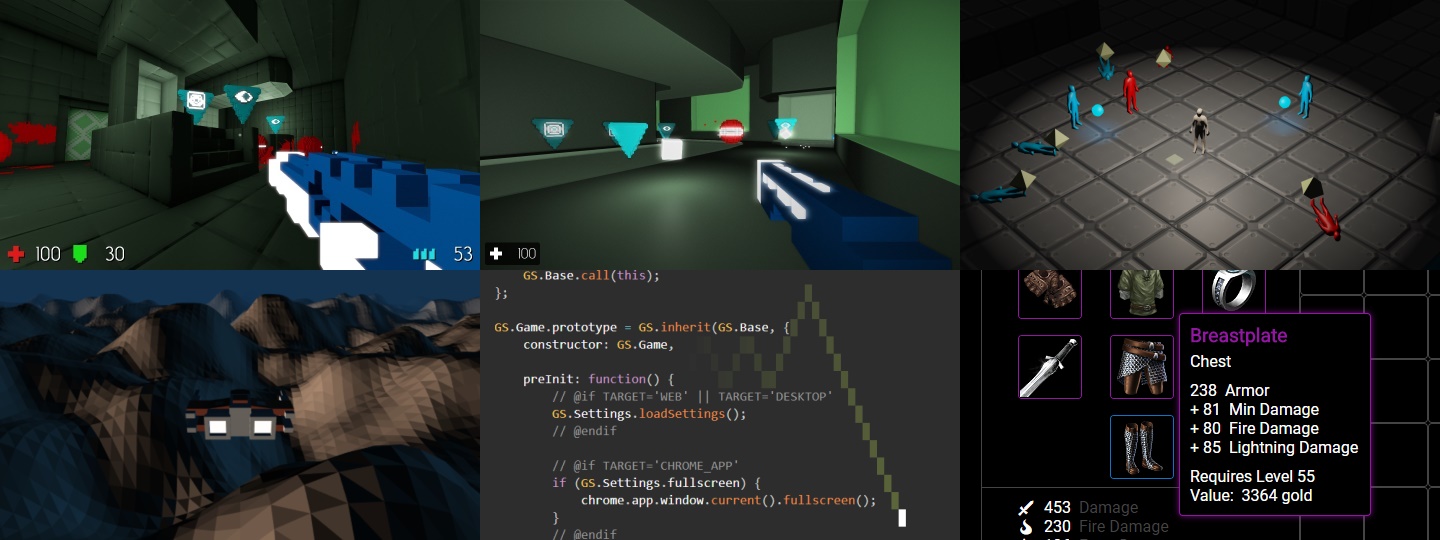 100 30 53
100
GS.Base.call(this);
};
GS.Game.prototype = GS.inherit(GS.Base, {
constructor: GS.Game,
preInit: function() {
// @if TARGET='WEB' || TARGET='DESKTOP'
GS.Settings.loadSettings();
// @endif
// @if TARGET='CHROME_APP'
if (GS.Settings.fullscreen) {
chrome.app.window.current().fullscreen();
}
// @endif
Breastplate
Chest
238 Armor
+ 81 Min Damage
+ 80 Fire Damage
+ 85 Lightning Damage
Requires Level 55
Value: 3364 gold
453 Damage
230 Fire Damage